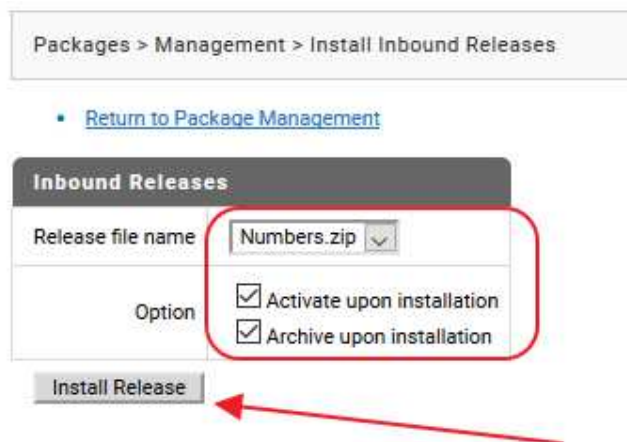 Packages > Management > Install Inbound Releases
Return to Package Management
Inbound Releases
Release file name Numbers.zip
Option
Activate upon installation
Archive upon installation
Install Release